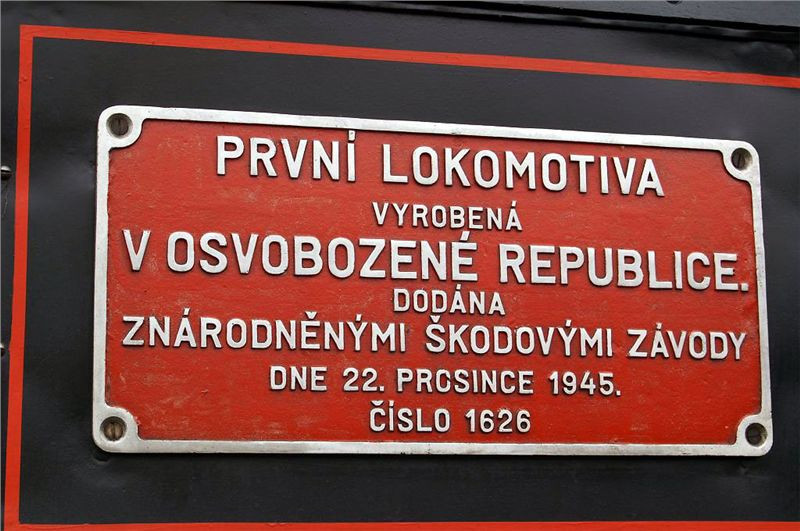 PRVNÍ LOKOMOTIVA
VYROBENÁ
V OSVOBOZENÉ REPUBLICE.
DODÁNA
ZNÁRODNĚNÝMI ŠKODOVÝMI ZÁVODY
DNE 22. PROSINCE 1945.
ČÍSLO 1626